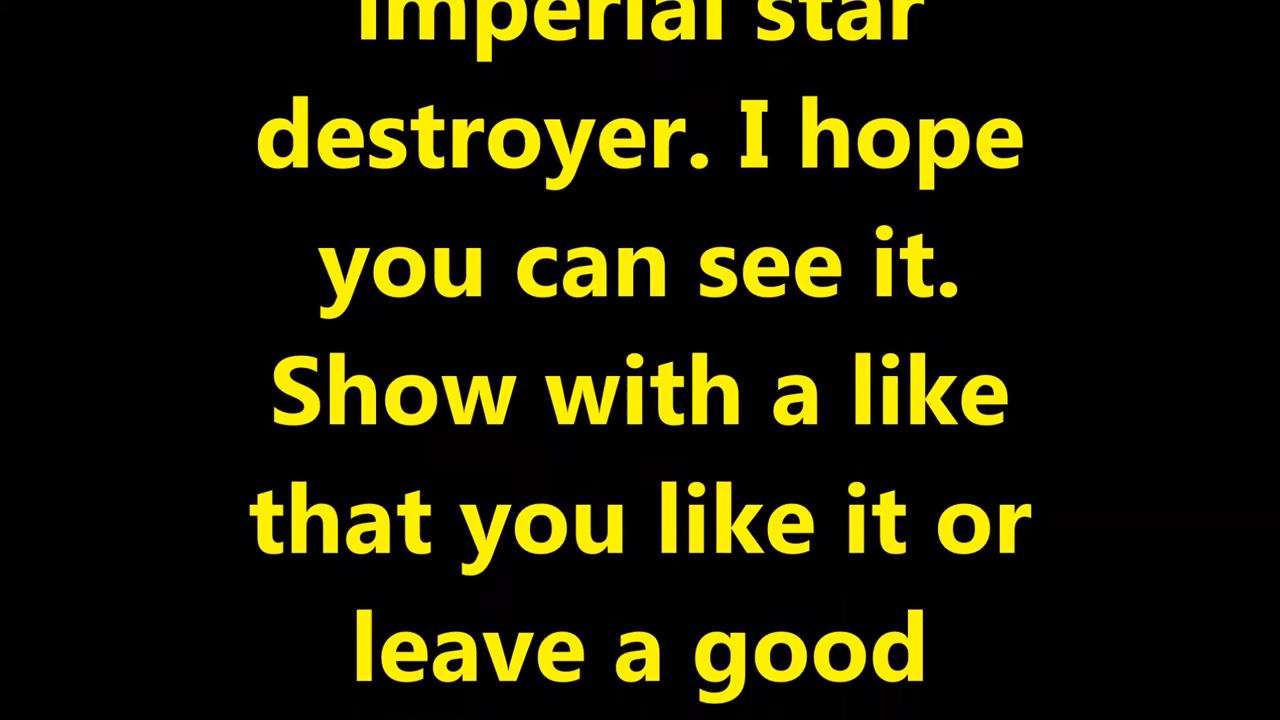 imperial star
destroyer. I hope
you can see it.
Show with a like
that you like it or
leave a good